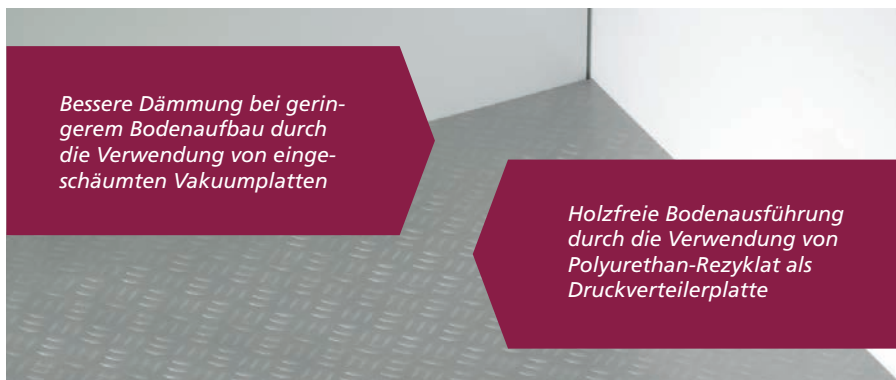 Bessere Dämmung bei gerin-
gerem Bodenaufbau durch
die Verwendung von einge-
schäumten Vakuumplatten
Holzfreie Bodenausführung
durch die Verwendung von
Polyurethan-Rezyklat als
Druckverteilerplatte